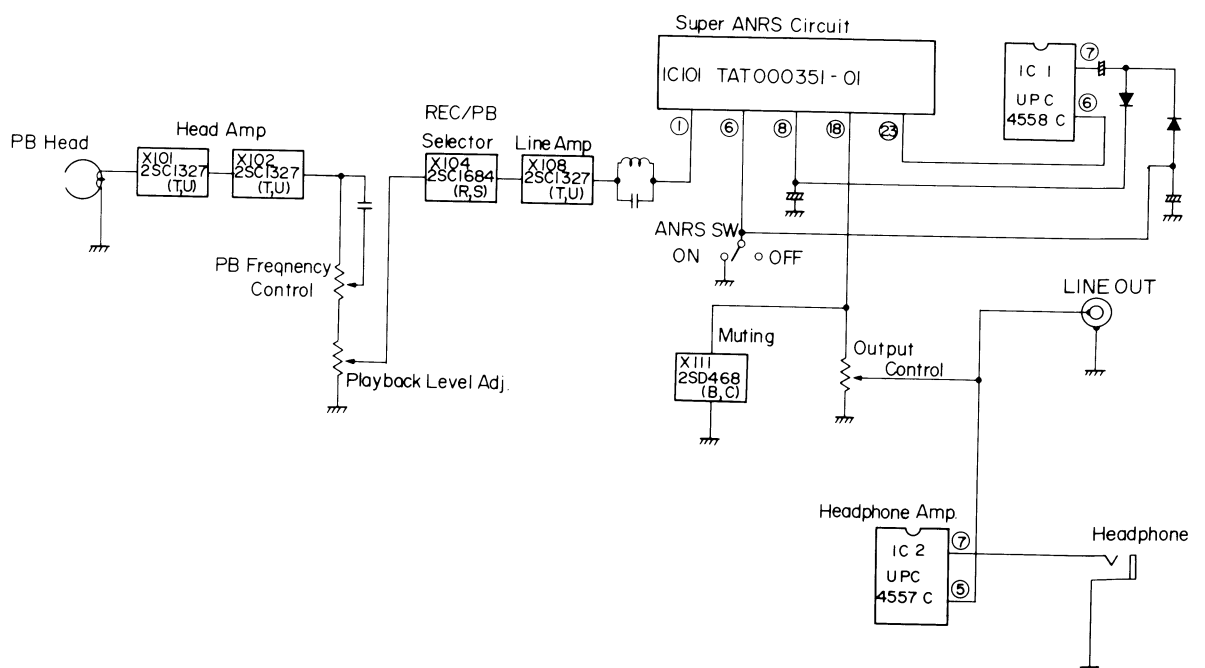 Super ANRS Circuit
IC101 TAT000351-01
① ⑥ ⑧ ⑱ ㉓
IC 1
UPC
4558 C
⑦
⑥
PB Head
Head Amp
X101
2SC1327
(T,U)
X102
2SC1327
(T,U)
REC/PB
Selector
X104
2SC1684
(R,S)
Line Amp
X108
2SC1327
(T,U)
PB Freqnency
Control
Playback Level Adj.
ANRS SW
ON OFF
Muting
X111
2SD468
(B,C)
Output
Control
LINE OUT
Headphone Amp.
IC 2
UPC
4557 C
⑦
⑤
Headphone